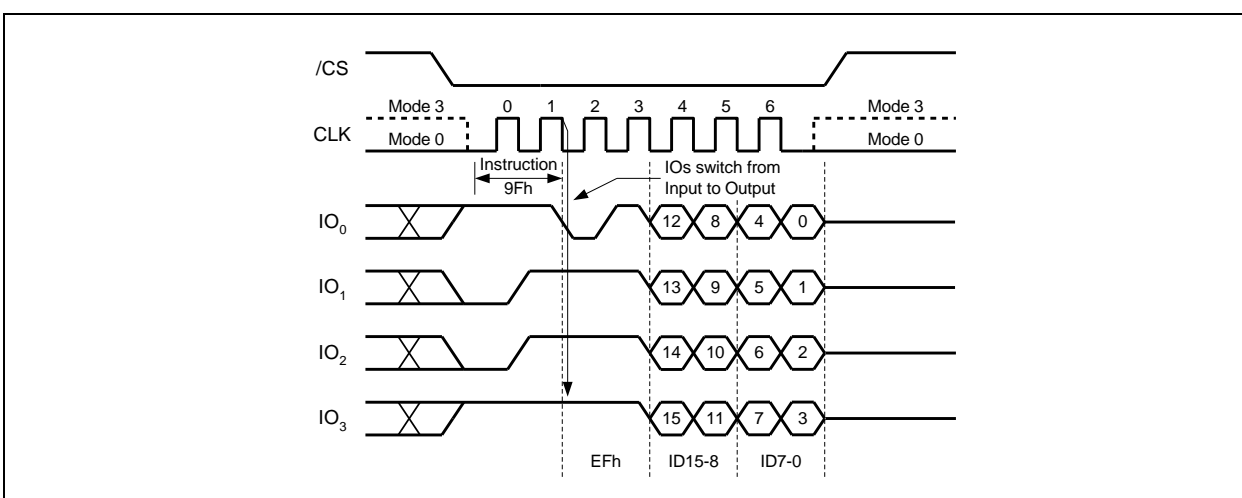 /CS
Mode 3 0 1 2 3 4 5 6 Mode 3
CLK Mode 0 Mode 0
Instruction IOs switch from
9Fh Input to Output
IO0 12 8 4 0
IO1 13 9 5 1
IO2 14 10 6 2
IO3 15 11 7 3
EFh ID15-8 ID7-0